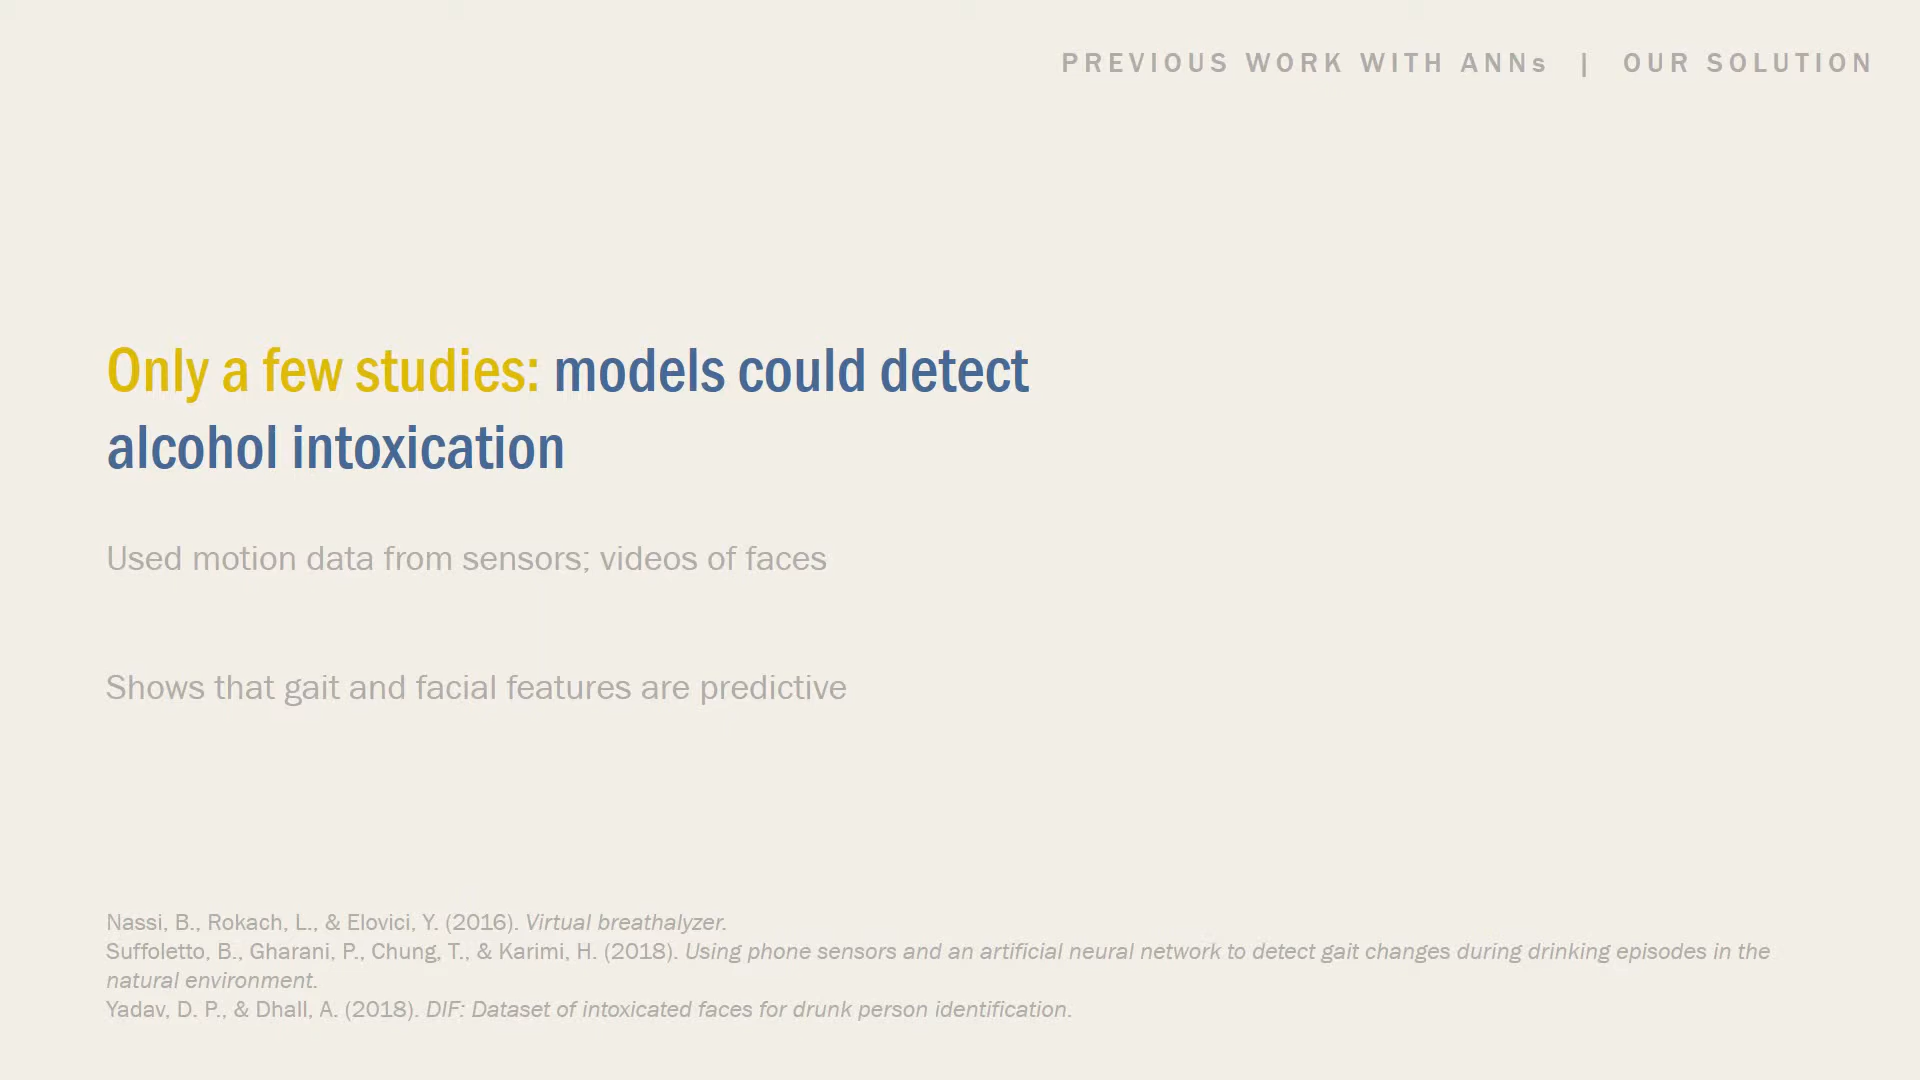 PREVIOUS WORK WITH ANNs | OUR SOLUTION
Only a few studies: models could detect
alcohol intoxication
Used motion data from sensors; videos of faces
Shows that gait and facial features are predictive
Nassi, B., Rokach, L., & Elovici, Y. (2016). Virtual breathalyzer.
Suffoletto, B., Gharani, P., Chung, T., & Karimi, H. (2018). Using phone sensors and an artificial neural network to detect gait changes during drinking episodes in the
natural environment.
Yadav, D. P., & Dhall, A. (2018). DIF: Dataset of intoxicated faces for drunk person identification.